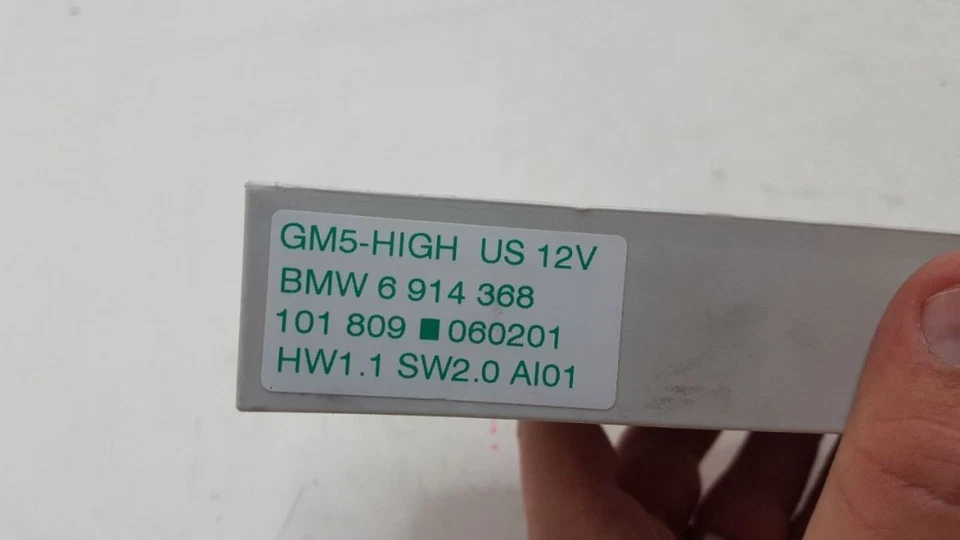 GM5-HIGH US 12V
BMW 6 914 368
101 809 ■ 060201
HW1.1 SW2.0 AI01